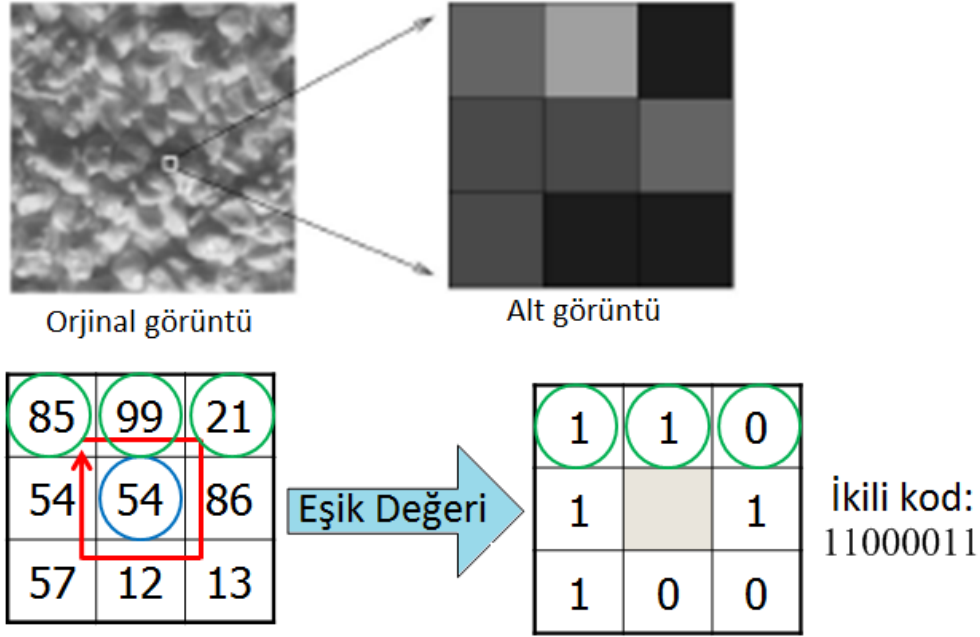 Orjinal görüntü
Alt görüntü
85 99 21
54 54 86
57 12 13
Eşik Değeri
1 1 0
1 1
1 0 0
İkili kod:
11000011